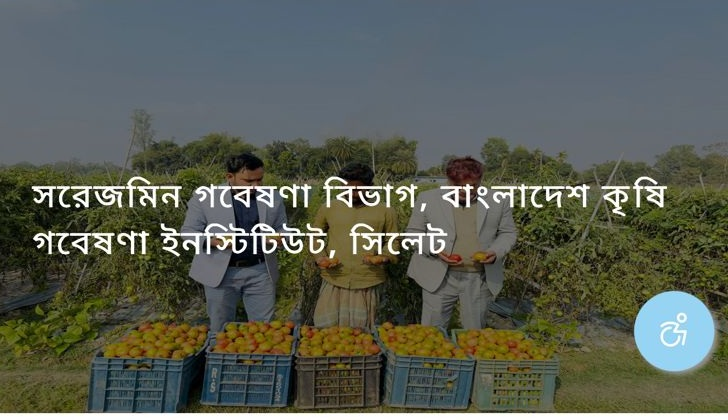 সরেজমিন গবেষণা বিভাগ, বাংলাদেশ কৃষি
গবেষণা ইনস্টিটিউট, সিলেট